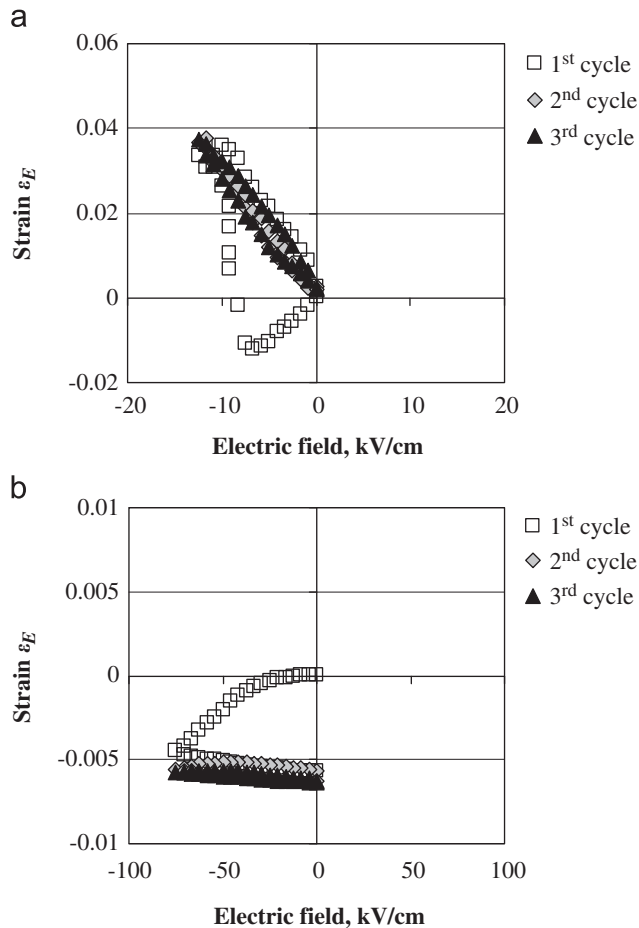 a
0.06
0.04
0.02
0
-0.02
-20
-10
0
10
20
Strain ε_E
Electric field, kV/cm
1st cycle
2nd cycle
3rd cycle
b
0.01
0.005
0
-0.005
-0.01
-100
-50
0
50
100
Strain ε_E
Electric field, kV/cm
1st cycle
2nd cycle
3rd cycle